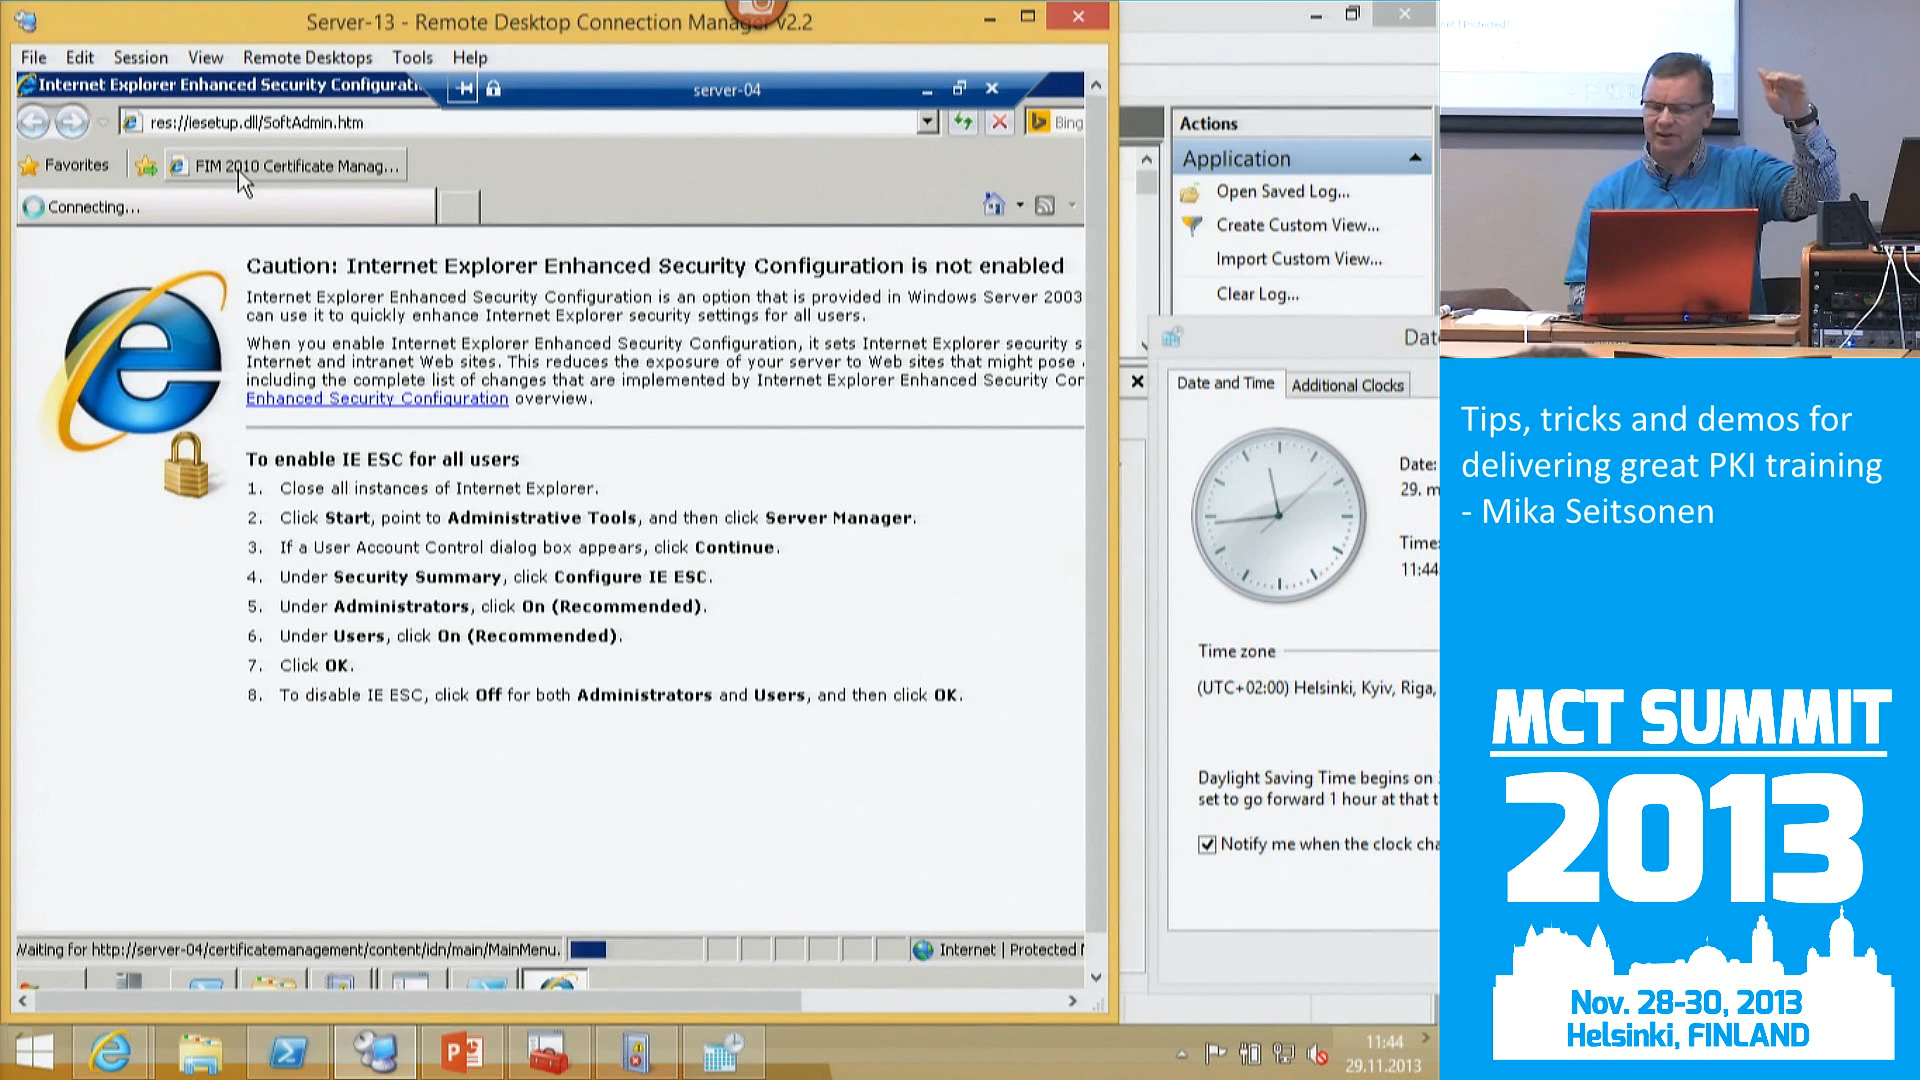 Server-13 - Remote Desktop Connection Manager v2.2
File Edit Session View Remote Desktops Tools Help
Internet Explorer Enhanced Security Configurati
server-04
res://iesetup.dll/SoftAdmin.htm
Bing
Favorites
FIM 2010 Certificate Manag...
Connecting...
Caution: Internet Explorer Enhanced Security Configuration is not enabled
Internet Explorer Enhanced Security Configuration is an option that is provided in Windows Server 2003
can use it to quickly enhance Internet Explorer security settings for all users.
When you enable Internet Explorer Enhanced Security Configuration, it sets Internet Explorer security s
Internet and intranet Web sites. This reduces the exposure of your server to Web sites that might pose
including the complete list of changes that are implemented by Internet Explorer Enhanced Security Cor
Enhanced Security Configuration overview.
To enable IE ESC for all users
1. Close all instances of Internet Explorer.
2. Click Start, point to Administrative Tools, and then click Server Manager.
3. If a User Account Control dialog box appears, click Continue.
4. Under Security Summary, click Configure IE ESC.
5. Under Administrators, click On (Recommended).
6. Under Users, click On (Recommended).
7. Click OK.
8. To disable IE ESC, click Off for both Administrators and Users, and then click OK.
Waiting for http://server-04/certificatemanagement/content/idn/main/MainMenu.
Internet | Protected
Actions
Application
Open Saved Log...
Create Custom View...
Import Custom View...
Clear Log...
Date
Date and Time
Additional Clocks
Date:
29. m
Time:
11:44
Time zone
(UTC+02:00) Helsinki, Kyiv, Riga,
Daylight Saving Time begins on
set to go forward 1 hour at that t
Notify me when the clock cha
11:44
29.11.2013
Tips, tricks and demos for
delivering great PKI training
- Mika Seitsonen
MCT SUMMIT
2013
Nov. 28-30, 2013
Helsinki, FINLAND